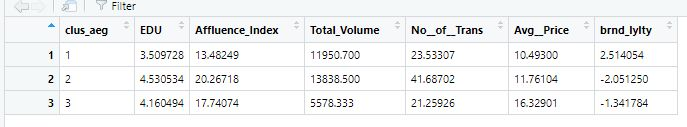 Filter
clus_aeg EDU Affluence_Index Total_Volume No__of__Trans Avg__Price brnd_lylty
1 1 3.509728 13.48249 11950.700 23.53307 10.49300 2.514054
2 2 4.530534 20.26718 13838.500 41.68702 11.76104 -2.051250
3 3 4.160494 17.74074 5578.333 21.25926 16.32901 -1.341784